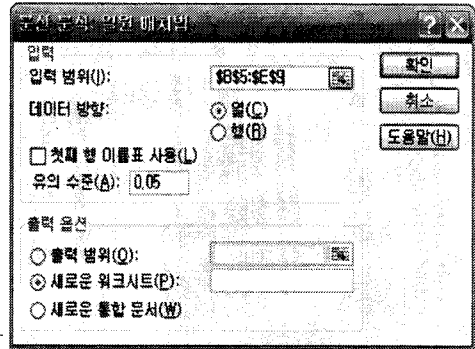 분산 분석: 일원 배치법
입력
입력 범위(I): $B$5:$E$9
확인
데이터 방향: 열(C)
취소
행(R)
도움말(H)
첫째 행 이름표 사용(L)
유의 수준(A): 0.05
출력 옵션
출력 범위(O):
새로운 워크시트(P):
새로운 통합 문서(W)